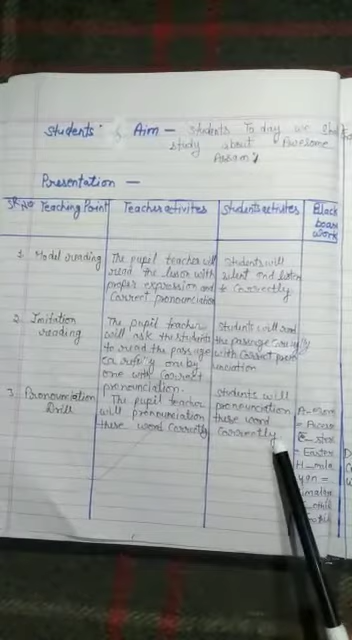 Students' Aim — Students To day we
study about "Awesome
Assam"
Presentation —
SR.NO Teaching Point Teacher activites Students activites Black
board
work
1. Model reading
The pupil teacher will
read the lesson with
proper expression and
correct pronounciation
Students will
silent and listen
to correctly
2. Imitation
reading
The pupil teacher
will ask the students
to read the passage
carefully one by
one with correct
pronounciation.
Students will read
the passage carefully
with correct pron
unciation
3. Pronounciation
Drill
The pupil teacher
will pronounciation
these word correctly
Students will
pronounciation
these word
correctly